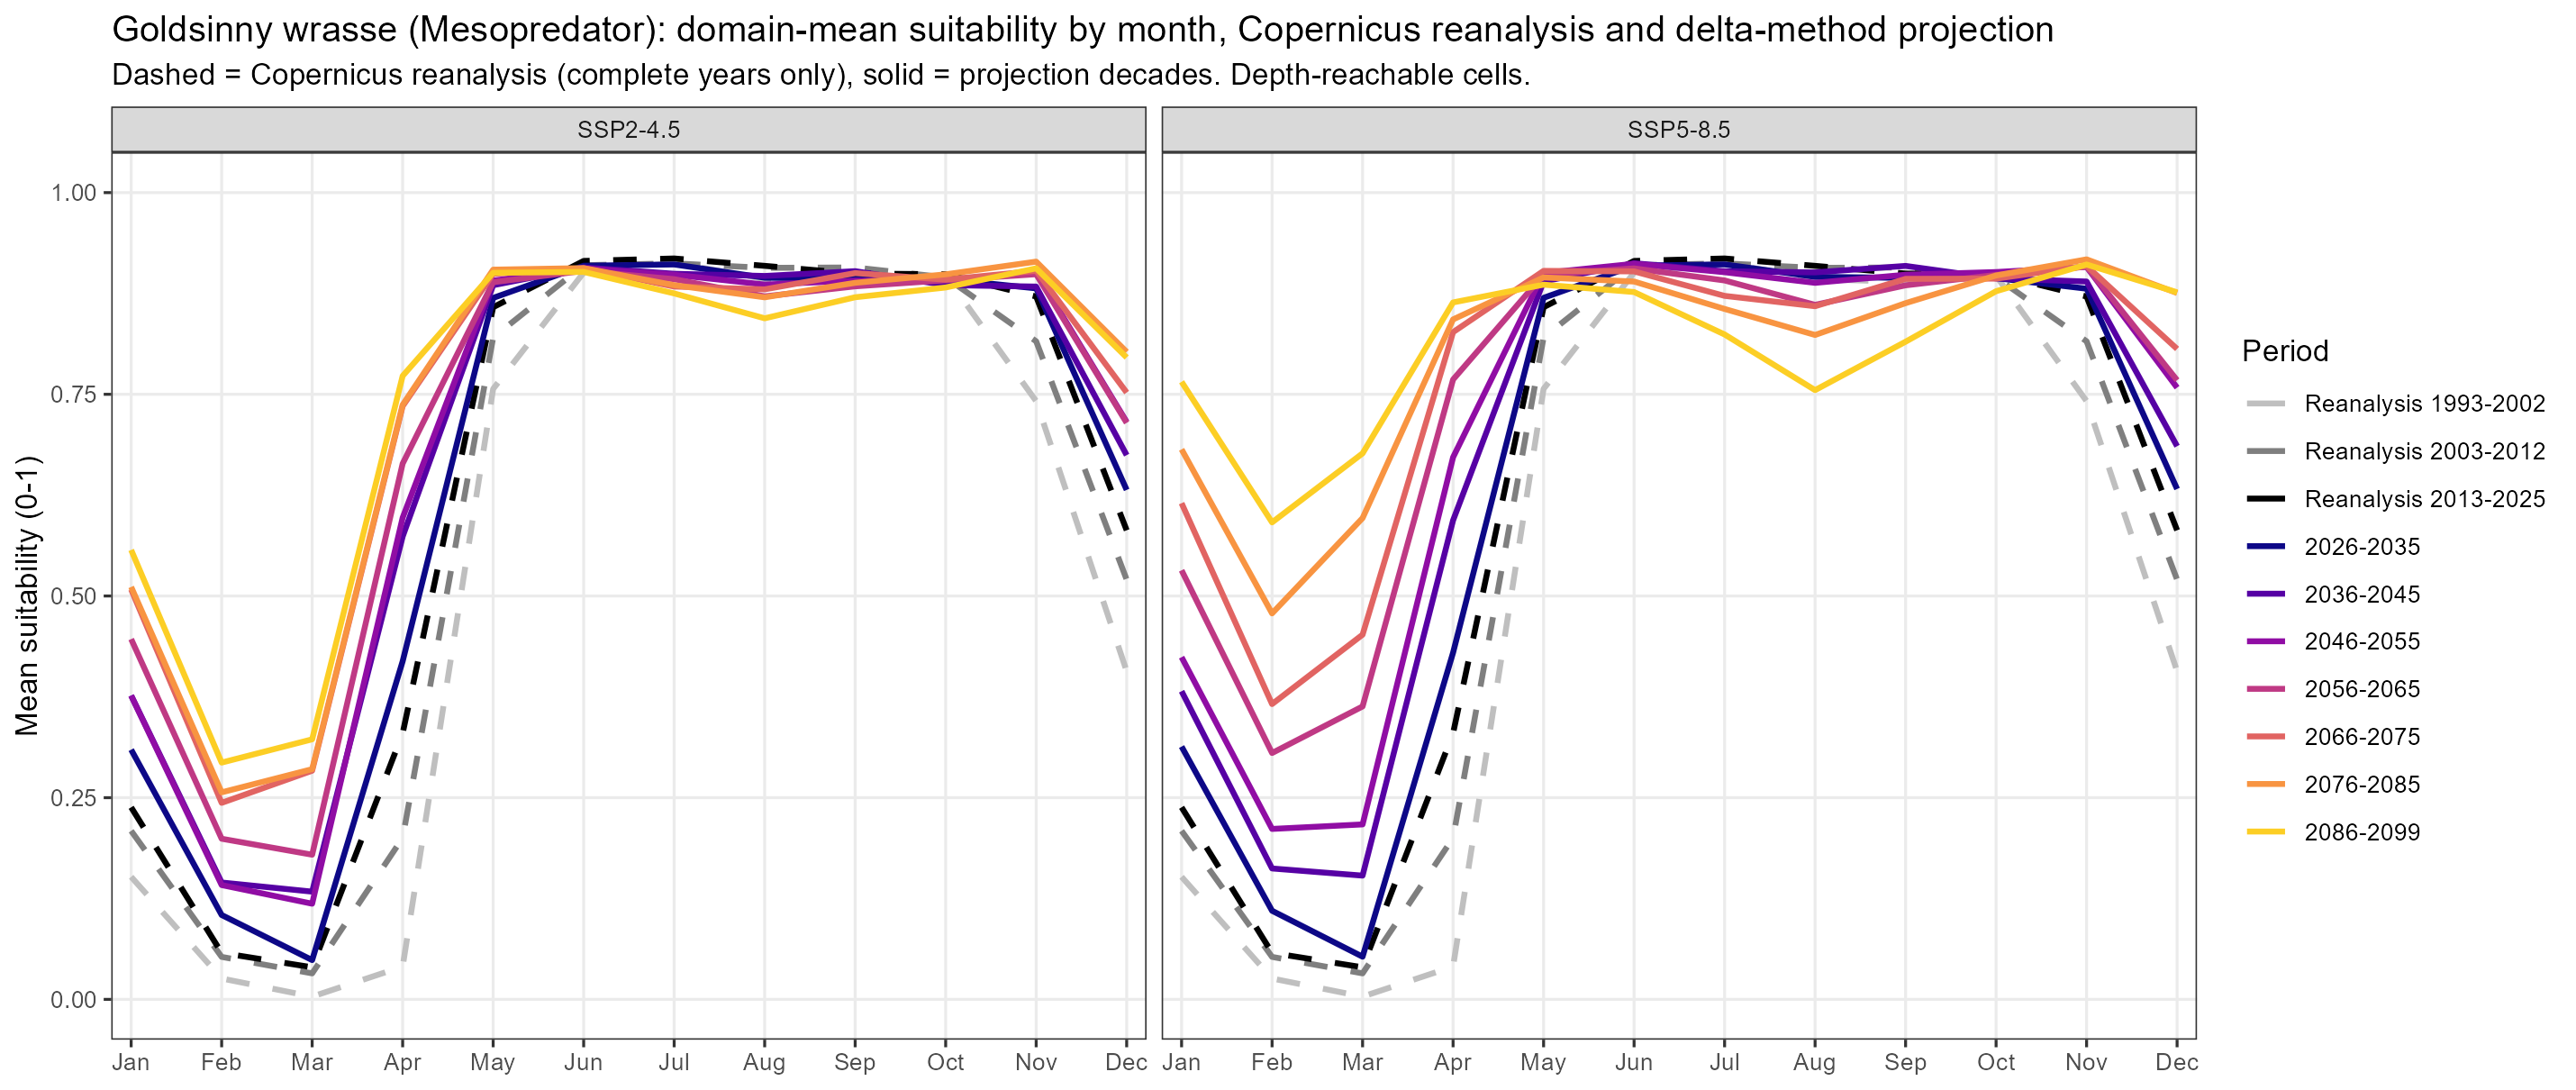 Goldsinny wrasse (Mesopredator): domain-mean suitability by month, Copernicus reanalysis and delta-method projection
Dashed = Copernicus reanalysis (complete years only), solid = projection decades. Depth-reachable cells.
SSP2-4.5
SSP5-8.5
Mean suitability (0-1)
1.00
0.75
0.50
0.25
0.00
Jan Feb Mar Apr May Jun Jul Aug Sep Oct Nov Dec
Jan Feb Mar Apr May Jun Jul Aug Sep Oct Nov Dec
Period
Reanalysis 1993-2002
Reanalysis 2003-2012
Reanalysis 2013-2025
2026-2035
2036-2045
2046-2055
2056-2065
2066-2075
2076-2085
2086-2099